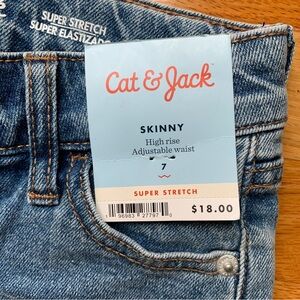 SUPER STRETCH
SUPER ELASTIZADO
Cat & Jack
SKINNY
High rise
Adjustable waist
7
SUPER STRETCH
$18.00